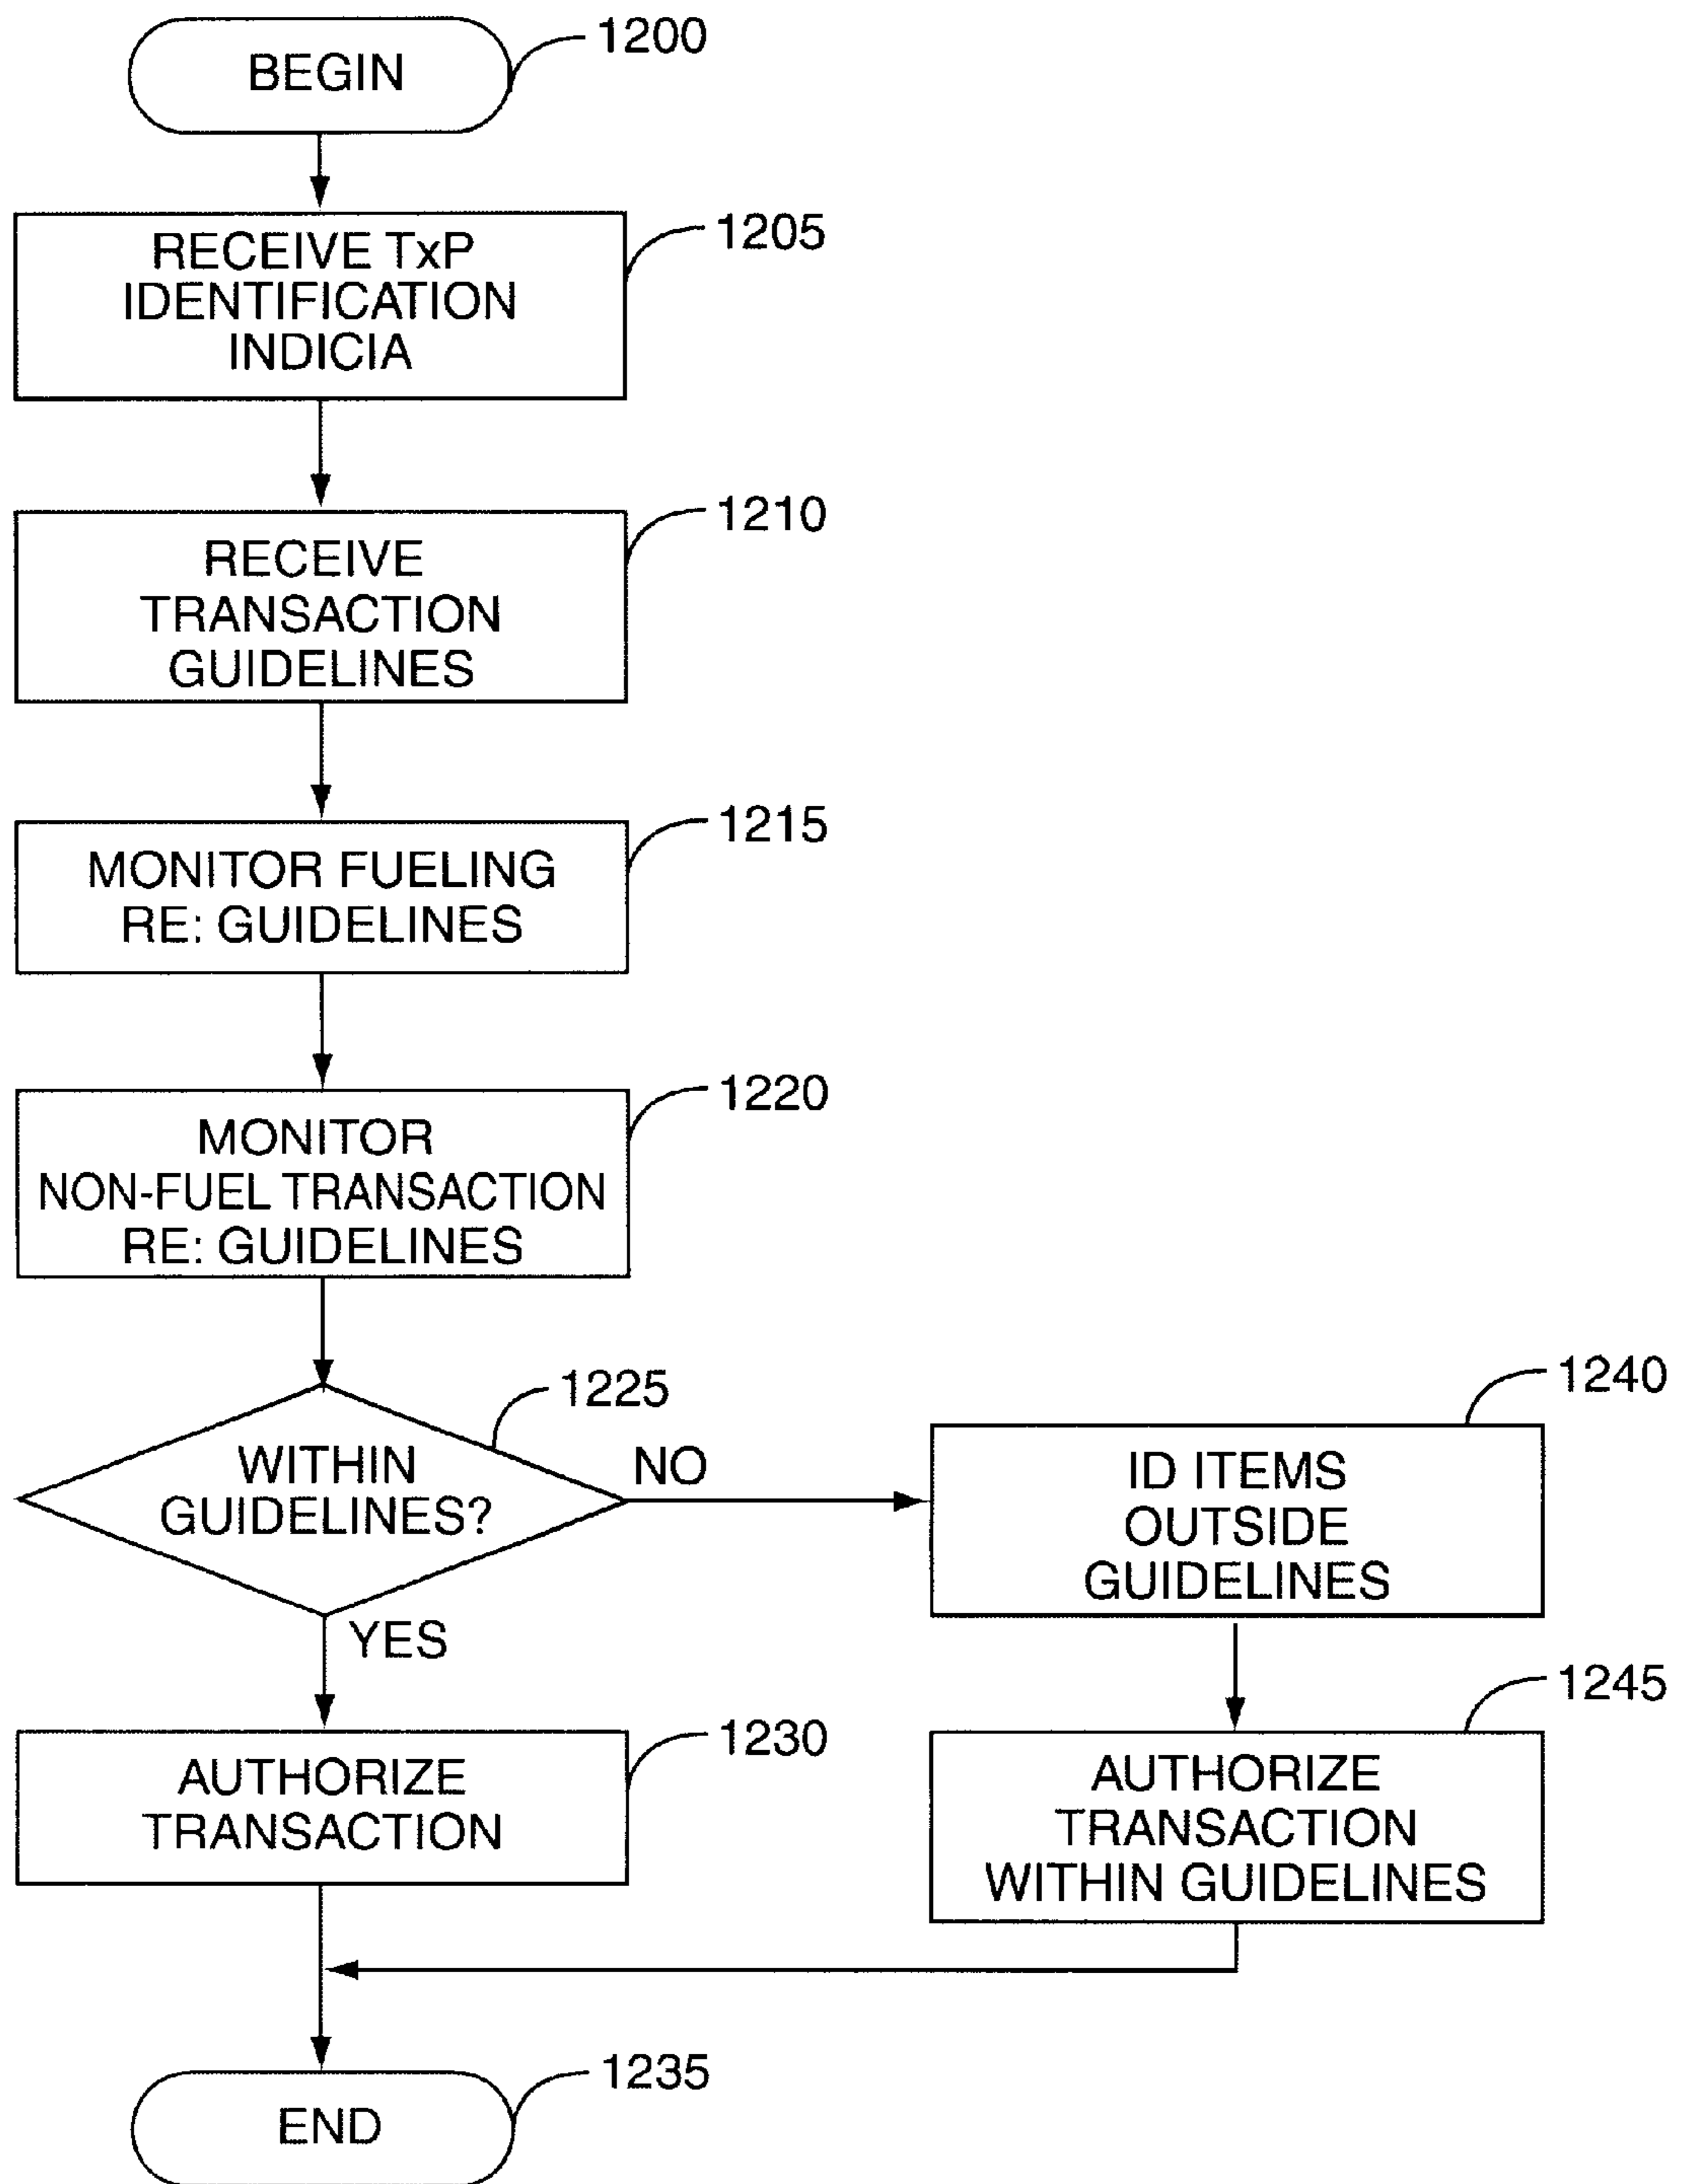 BEGIN
1200
RECEIVE TxP
IDENTIFICATION
INDICIA
1205
RECEIVE
TRANSACTION
GUIDELINES
1210
MONITOR FUELING
RE: GUIDELINES
1215
MONITOR
NON-FUEL TRANSACTION
RE: GUIDELINES
1220
WITHIN
GUIDELINES?
1225
NO
YES
ID ITEMS
OUTSIDE
GUIDELINES
1240
AUTHORIZE
TRANSACTION
1230
AUTHORIZE
TRANSACTION
WITHIN GUIDELINES
1245
END
1235